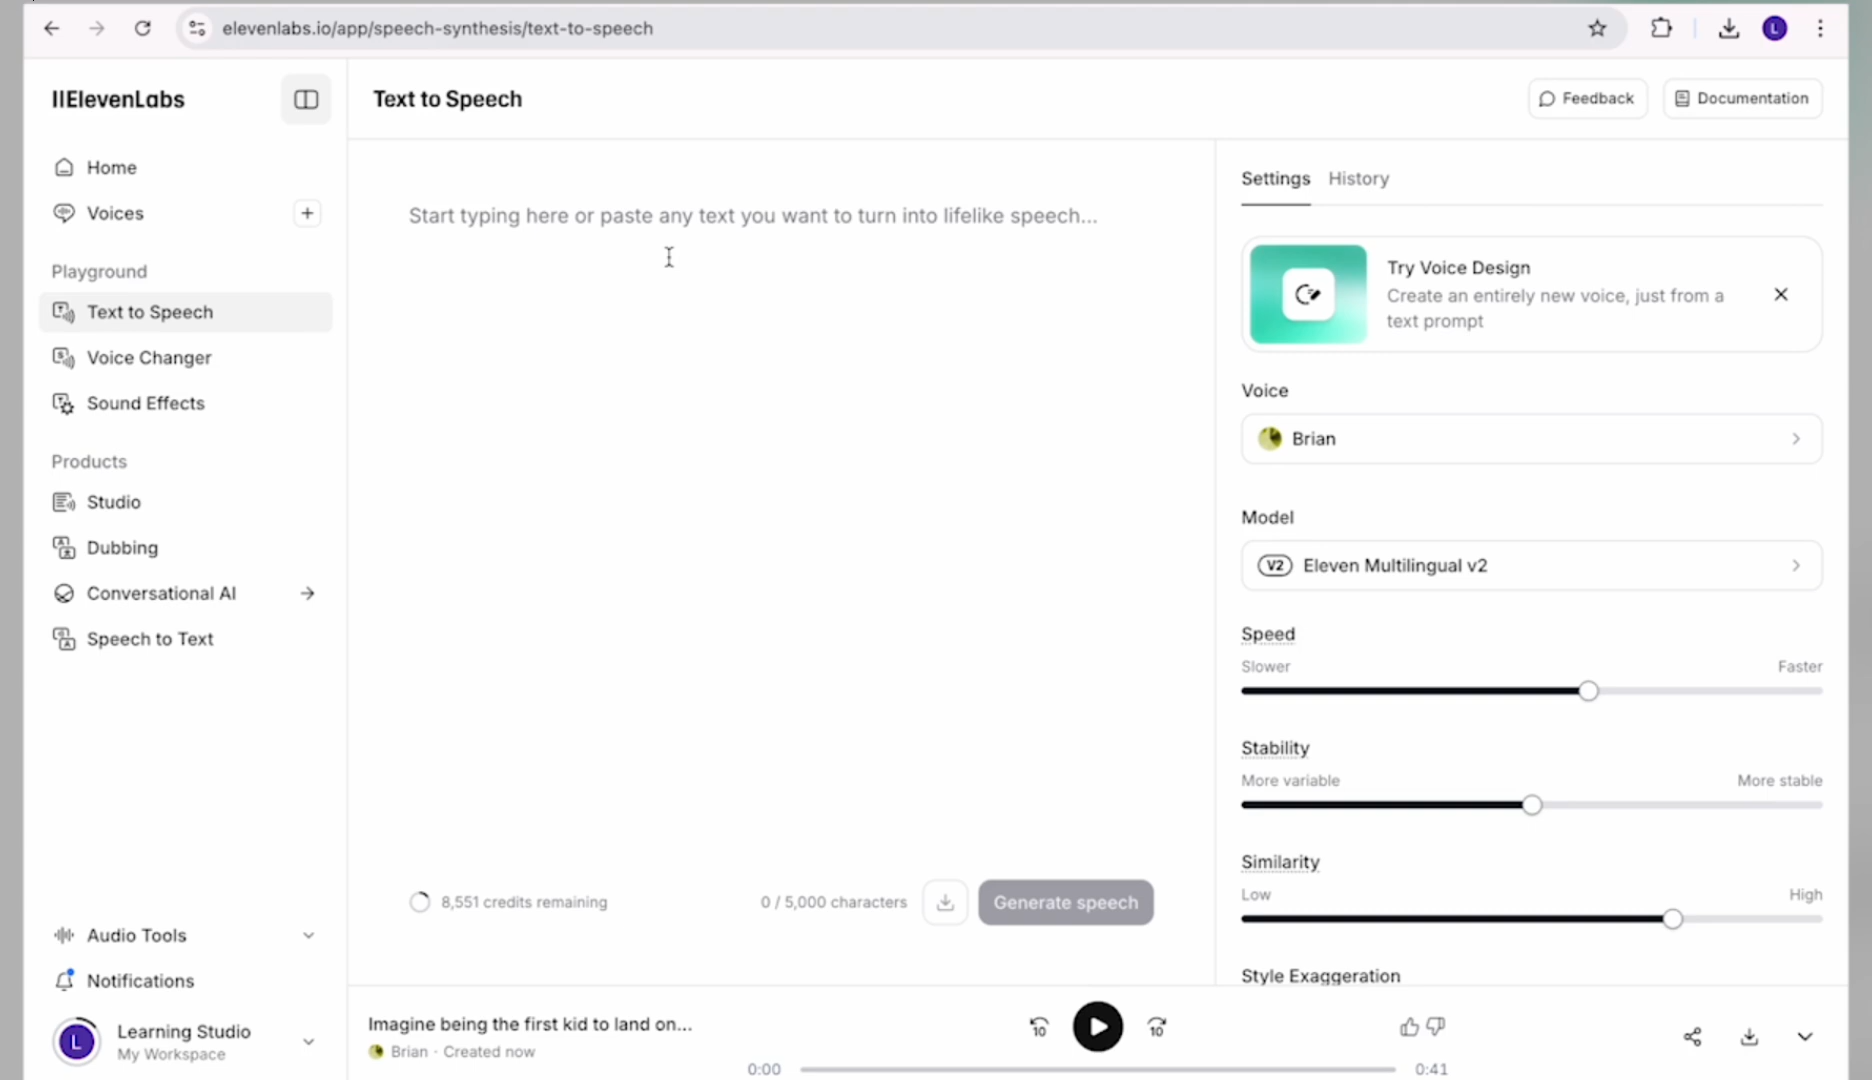 elevenlabs.io/app/speech-synthesis/text-to-speech
L
IIElevenLabs
Home
Voices
Playground
Text to Speech
Voice Changer
Sound Effects
Products
Studio
Dubbing
Conversational AI
Speech to Text
Audio Tools
Notifications
L
Learning Studio
My Workspace
Text to Speech
Feedback
Documentation
Start typing here or paste any text you want to turn into lifelike speech...
8,551 credits remaining
0 / 5,000 characters
Generate speech
Settings
History
Try Voice Design
Create an entirely new voice, just from a
text prompt
Voice
Brian
Model
V2
Eleven Multilingual v2
Speed
Slower
Faster
Stability
More variable
More stable
Similarity
Low
High
Style Exaggeration
Imagine being the first kid to land on...
Brian · Created now
10
10
0:00
0:41